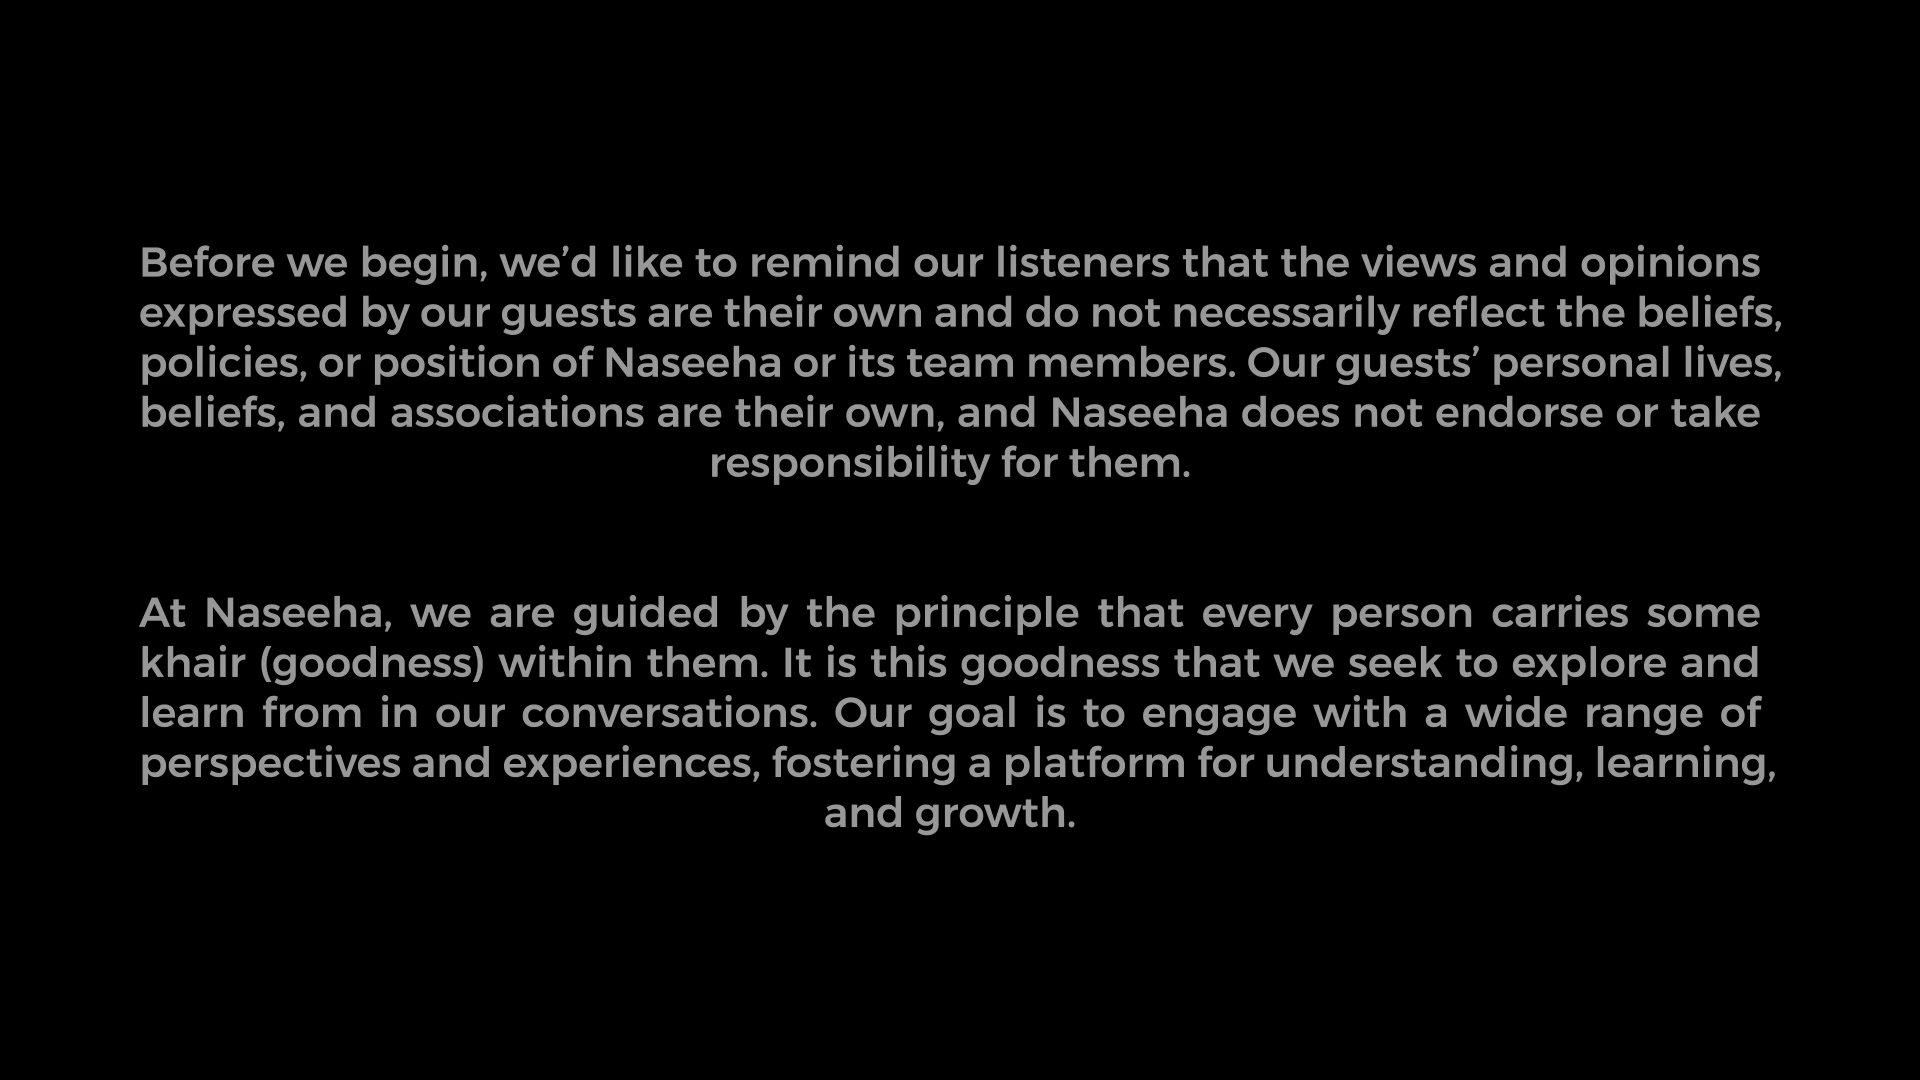 Before we begin, we’d like to remind our listeners that the views and opinions
expressed by our guests are their own and do not necessarily reflect the beliefs,
policies, or position of Naseeha or its team members. Our guests’ personal lives,
beliefs, and associations are their own, and Naseeha does not endorse or take
responsibility for them.
At Naseeha, we are guided by the principle that every person carries some
khair (goodness) within them. It is this goodness that we seek to explore and
learn from in our conversations. Our goal is to engage with a wide range of
perspectives and experiences, fostering a platform for understanding, learning,
and growth.